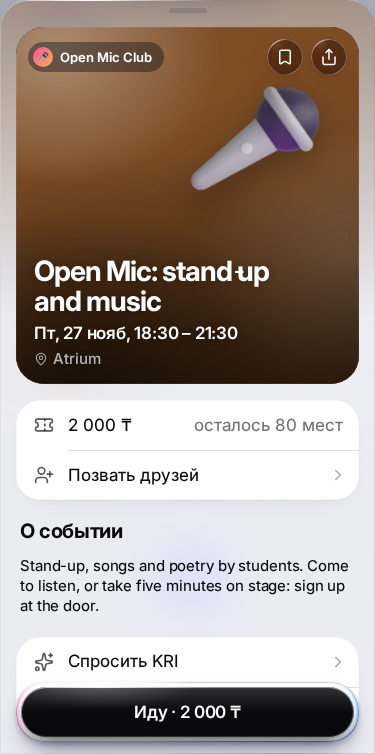 Open Mic Club
Open Mic: stand-up
and music
Пт, 27 нояб, 18:30 – 21:30
Atrium
2 000 ₸
осталось 80 мест
Позвать друзей
О событии
Stand-up, songs and poetry by students. Come
to listen, or take five minutes on stage: sign up
at the door.
Спросить KRI
Иду · 2 000 ₸